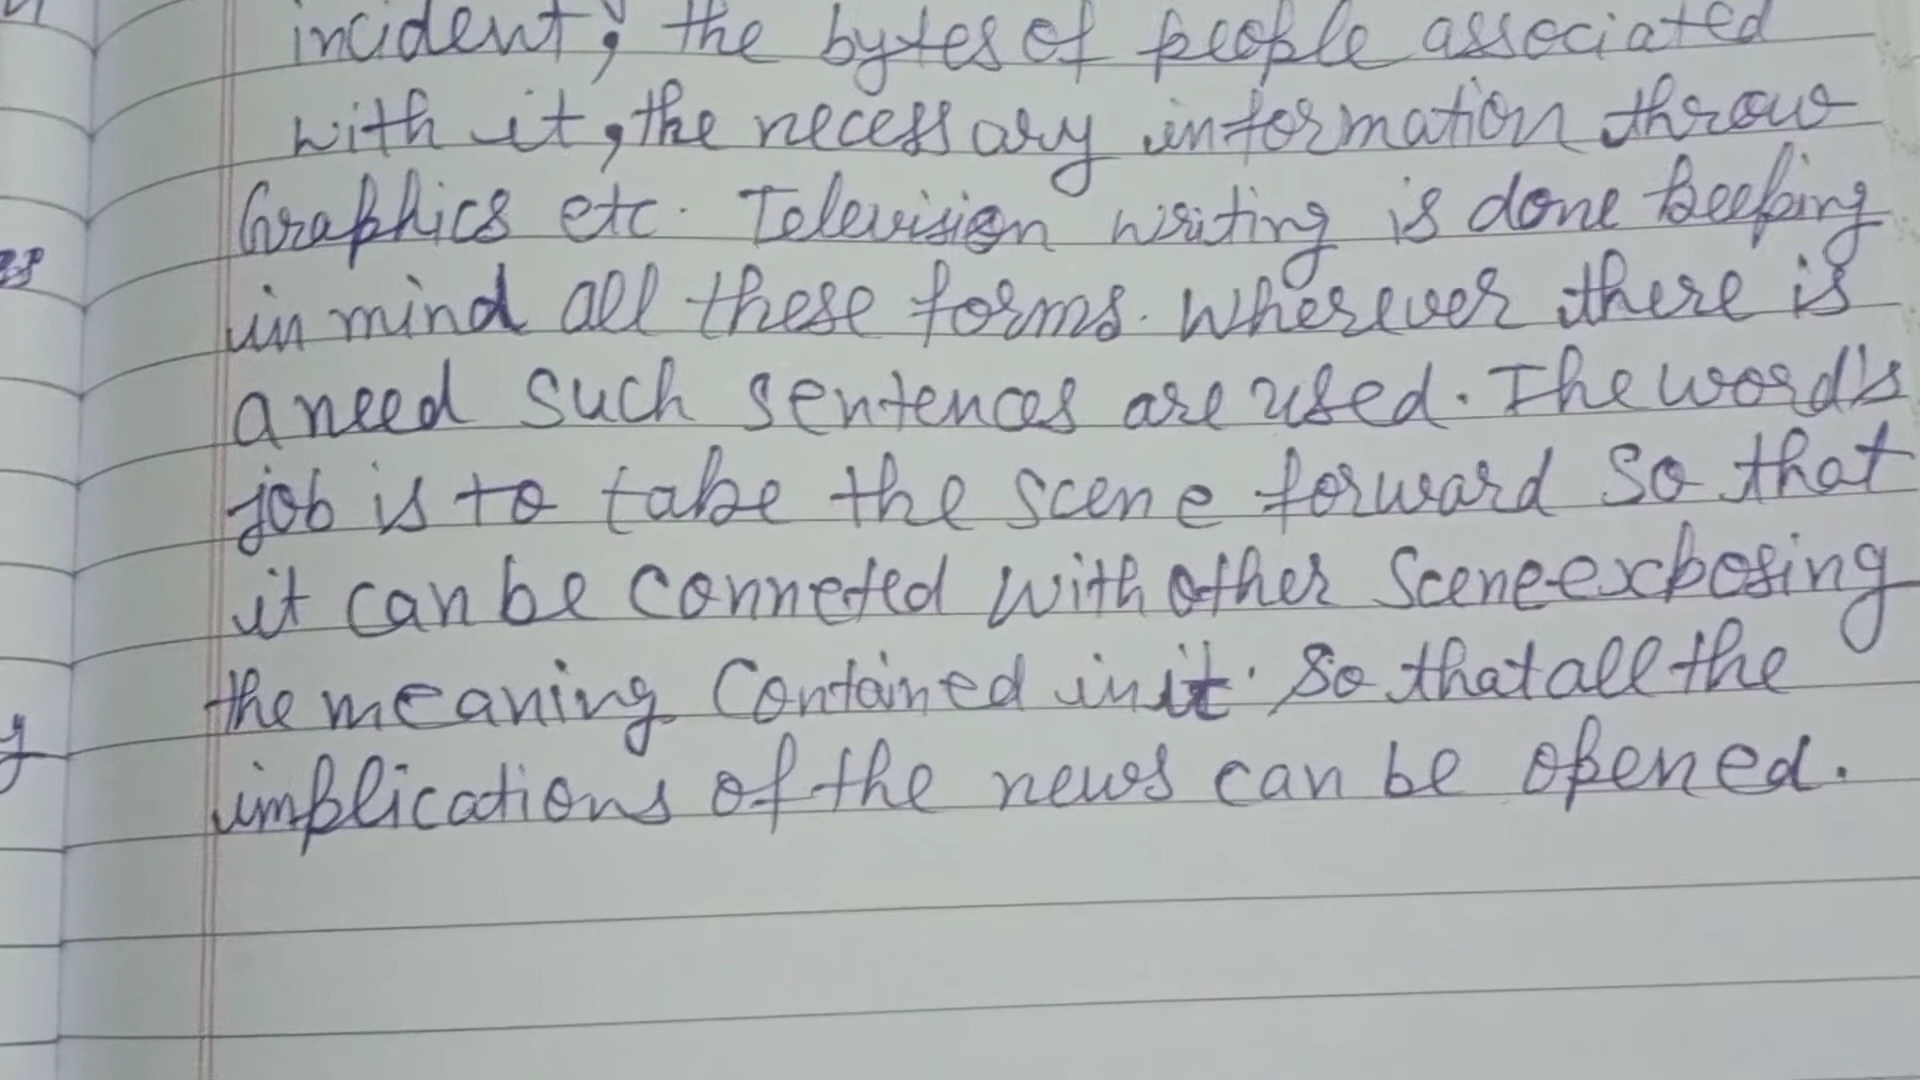 incident, the bytes of people associated
with it, the necessary information throw
Graphics etc. Television writing is done keeping
in mind all these forms. Wherever there is
a need such sentences are used. The word's
job is to take the scene forward so that
it can be conneted with other scene exposing
the meaning contained in it. So that all the
implications of the news can be opened.